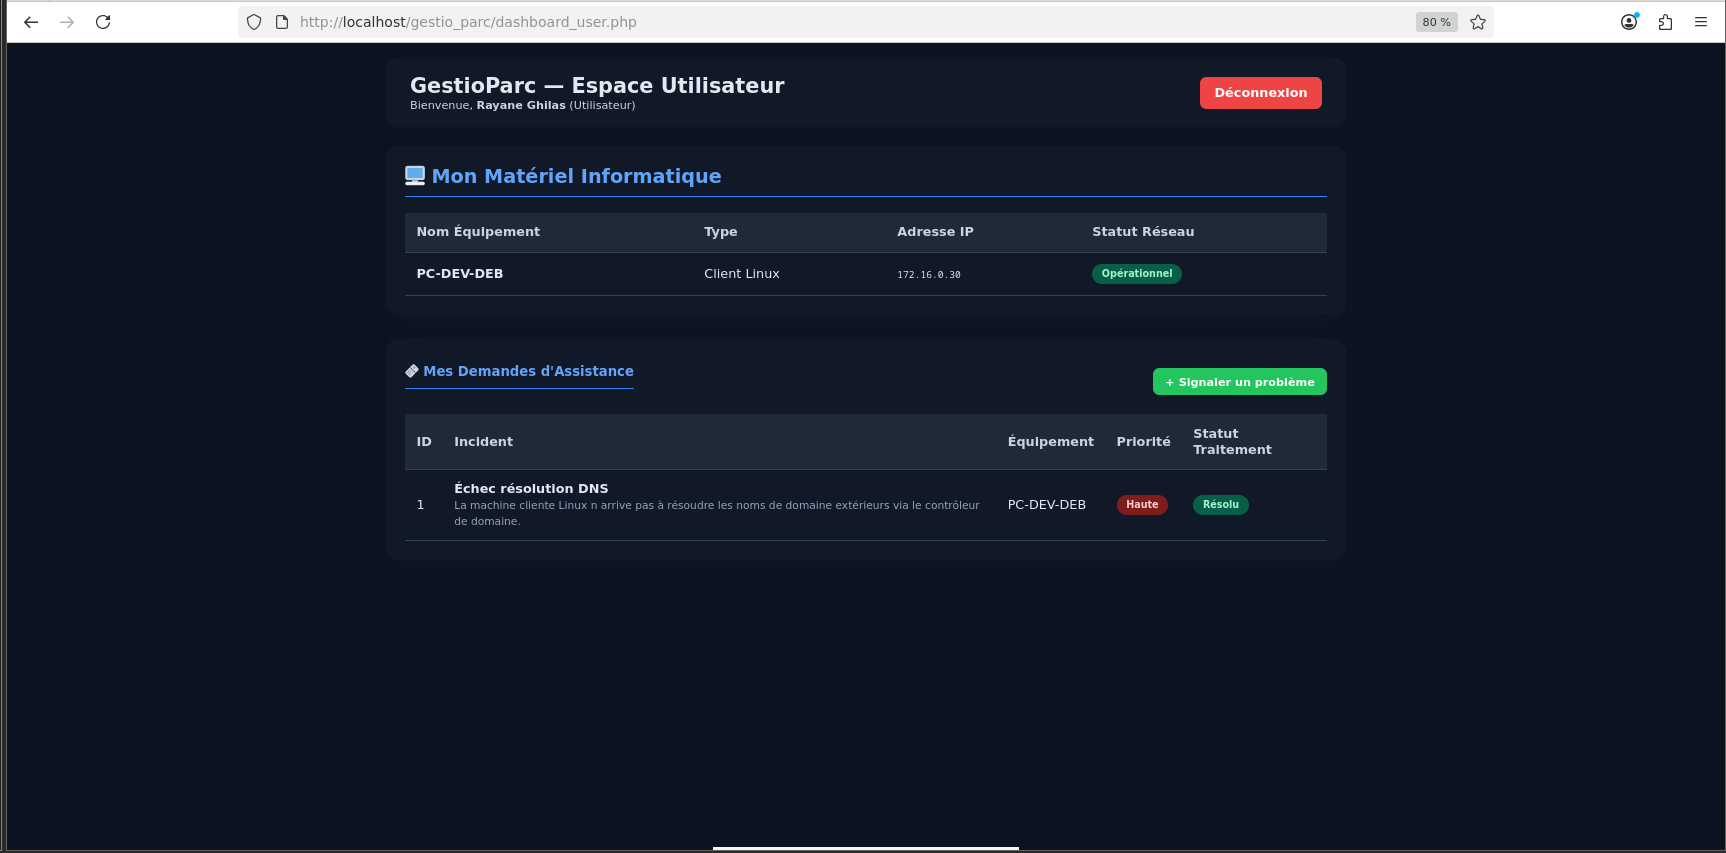 http://localhost/gestio_parc/dashboard_user.php
80 %
GestioParc — Espace Utilisateur
Bienvenue, Rayane Ghilas (Utilisateur)
Déconnexion
Mon Matériel Informatique
Nom Équipement Type Adresse IP Statut Réseau
PC-DEV-DEB Client Linux 172.16.0.30 Opérationnel
Mes Demandes d'Assistance
+ Signaler un problème
ID Incident Équipement Priorité Statut
Traitement
Échec résolution DNS
1 La machine cliente Linux n arrive pas à résoudre les noms de domaine extérieurs via le contrôleur PC-DEV-DEB Haute Résolu
de domaine.